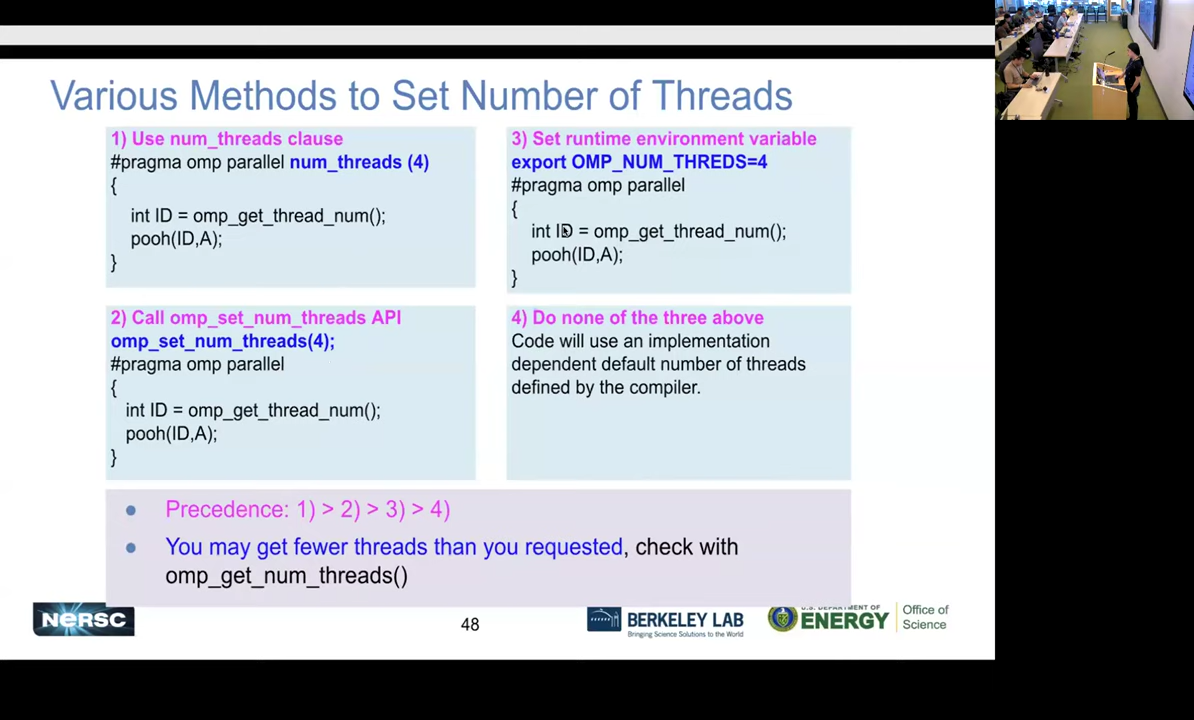 Various Methods to Set Number of Threads
1) Use num_threads clause
#pragma omp parallel num_threads (4)
{
int ID = omp_get_thread_num();
pooh(ID,A);
}
2) Call omp_set_num_threads API
omp_set_num_threads(4);
#pragma omp parallel
{
int ID = omp_get_thread_num();
pooh(ID,A);
}
3) Set runtime environment variable
export OMP_NUM_THREDS=4
#pragma omp parallel
{
int ID = omp_get_thread_num();
pooh(ID,A);
}
4) Do none of the three above
Code will use an implementation
dependent default number of threads
defined by the compiler.
● Precedence: 1) > 2) > 3) > 4)
● You may get fewer threads than you requested, check with
omp_get_num_threads()
NERSC
48
BERKELEY LAB
Bringing Science Solutions to the World
U.S. DEPARTMENT OF
ENERGY
Office of
Science